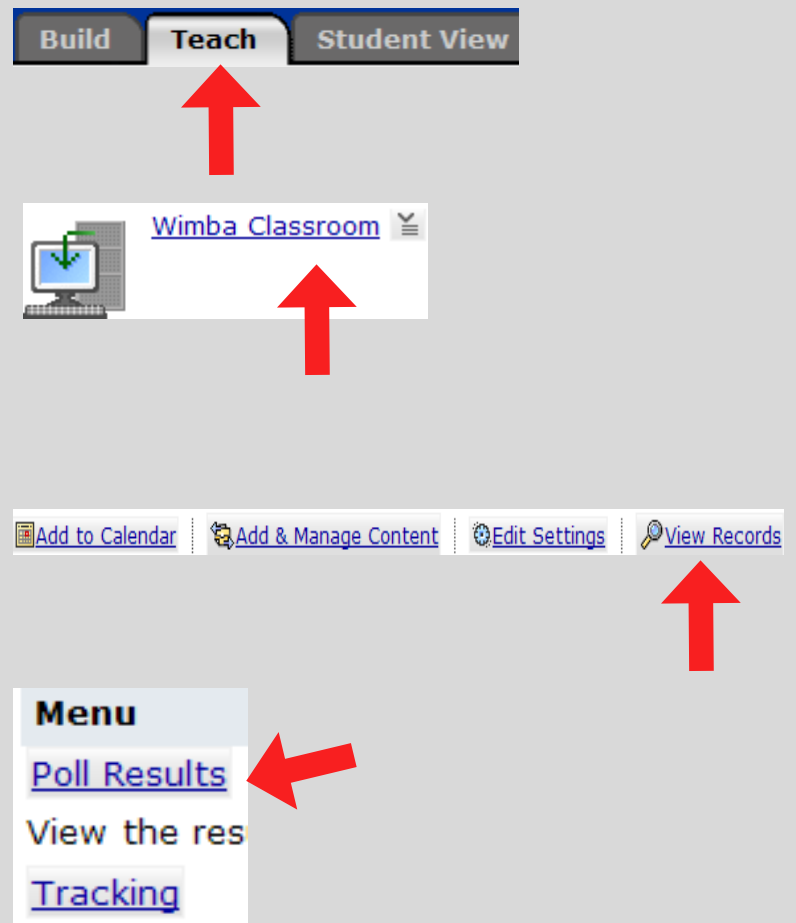 Build Teach Student View
Wimba Classroom
Add to Calendar Add & Manage Content Edit Settings View Records
Menu
Poll Results
View the res
Tracking